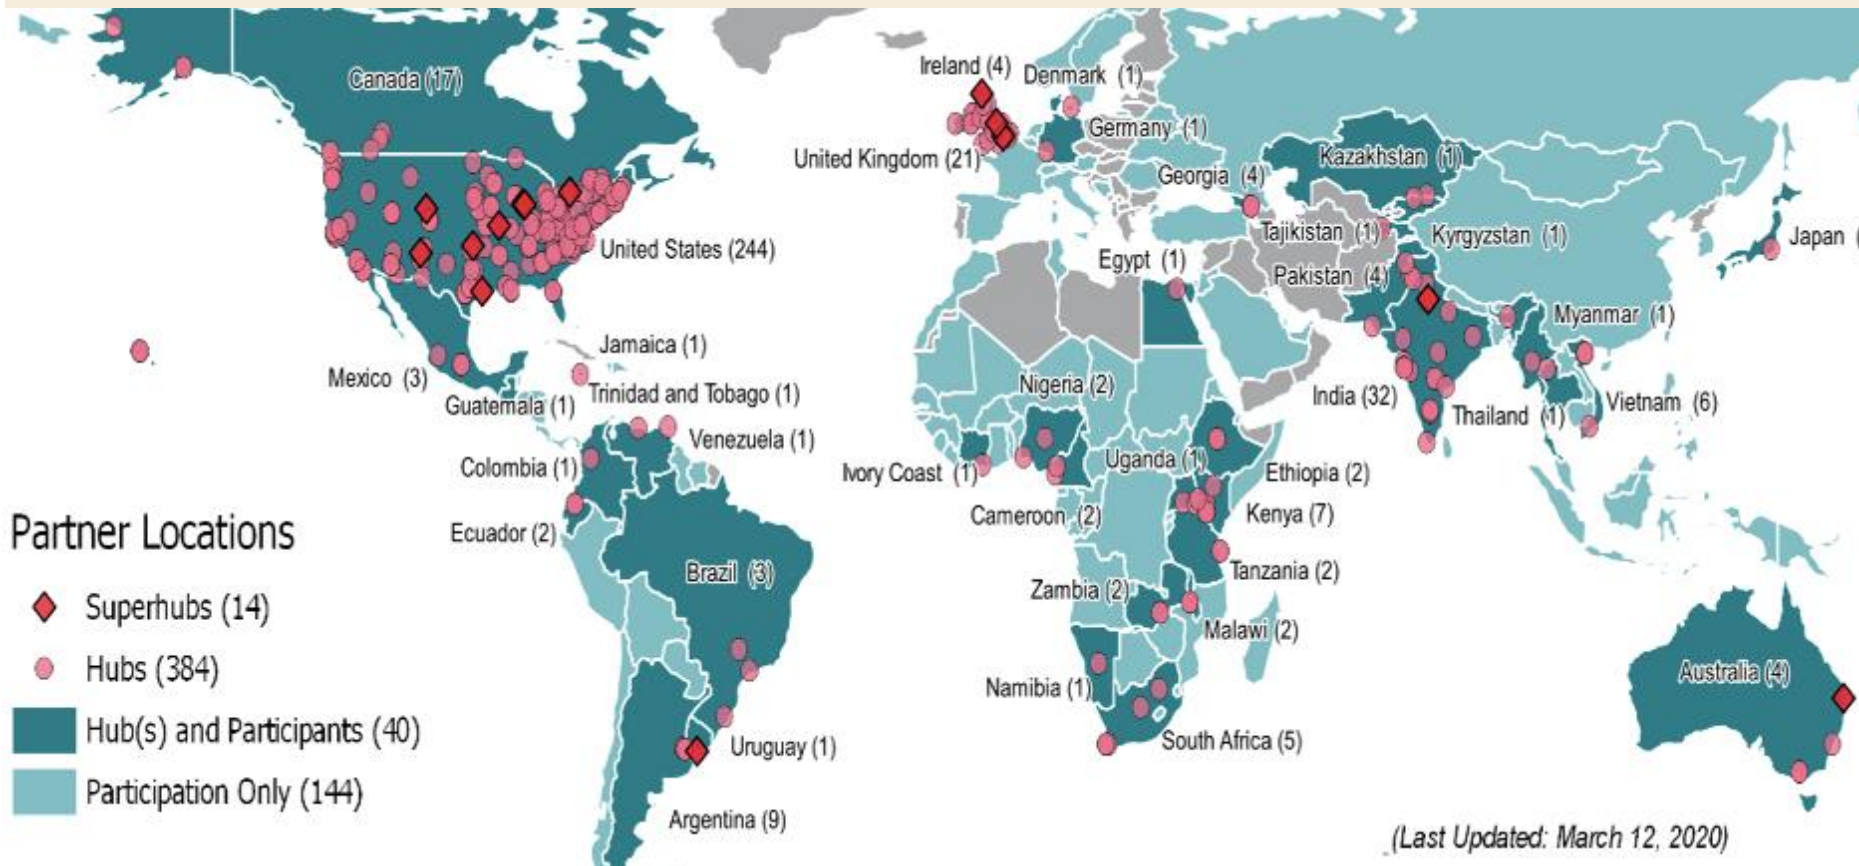 Canada (17)
Ireland (4)
Denmark (1)
Germany (1)
United Kingdom (21)
Georgia (4)
Kazakhstan (1)
United States (244)
Tajikistan (1)
Kyrgyzstan (1)
Japan (
Egypt (1)
Pakistan (4)
Myanmar (1)
Jamaica (1)
Mexico (3)
Trinidad and Tobago (1)
Guatemala (1)
Nigeria (2)
India (32)
Thailand (1)
Vietnam (6)
Venezuela (1)
Colombia (1)
Ivory Coast (1)
Uganda (1)
Ethiopia (2)
Cameroon (2)
Kenya (7)
Ecuador (2)
Brazil (3)
Zambia (2)
Tanzania (2)
Malawi (2)
Namibia (1)
Australia (4)
South Africa (5)
Uruguay (1)
Argentina (9)
Partner Locations
Superhubs (14)
Hubs (384)
Hub(s) and Participants (40)
Participation Only (144)
(Last Updated: March 12, 2020)